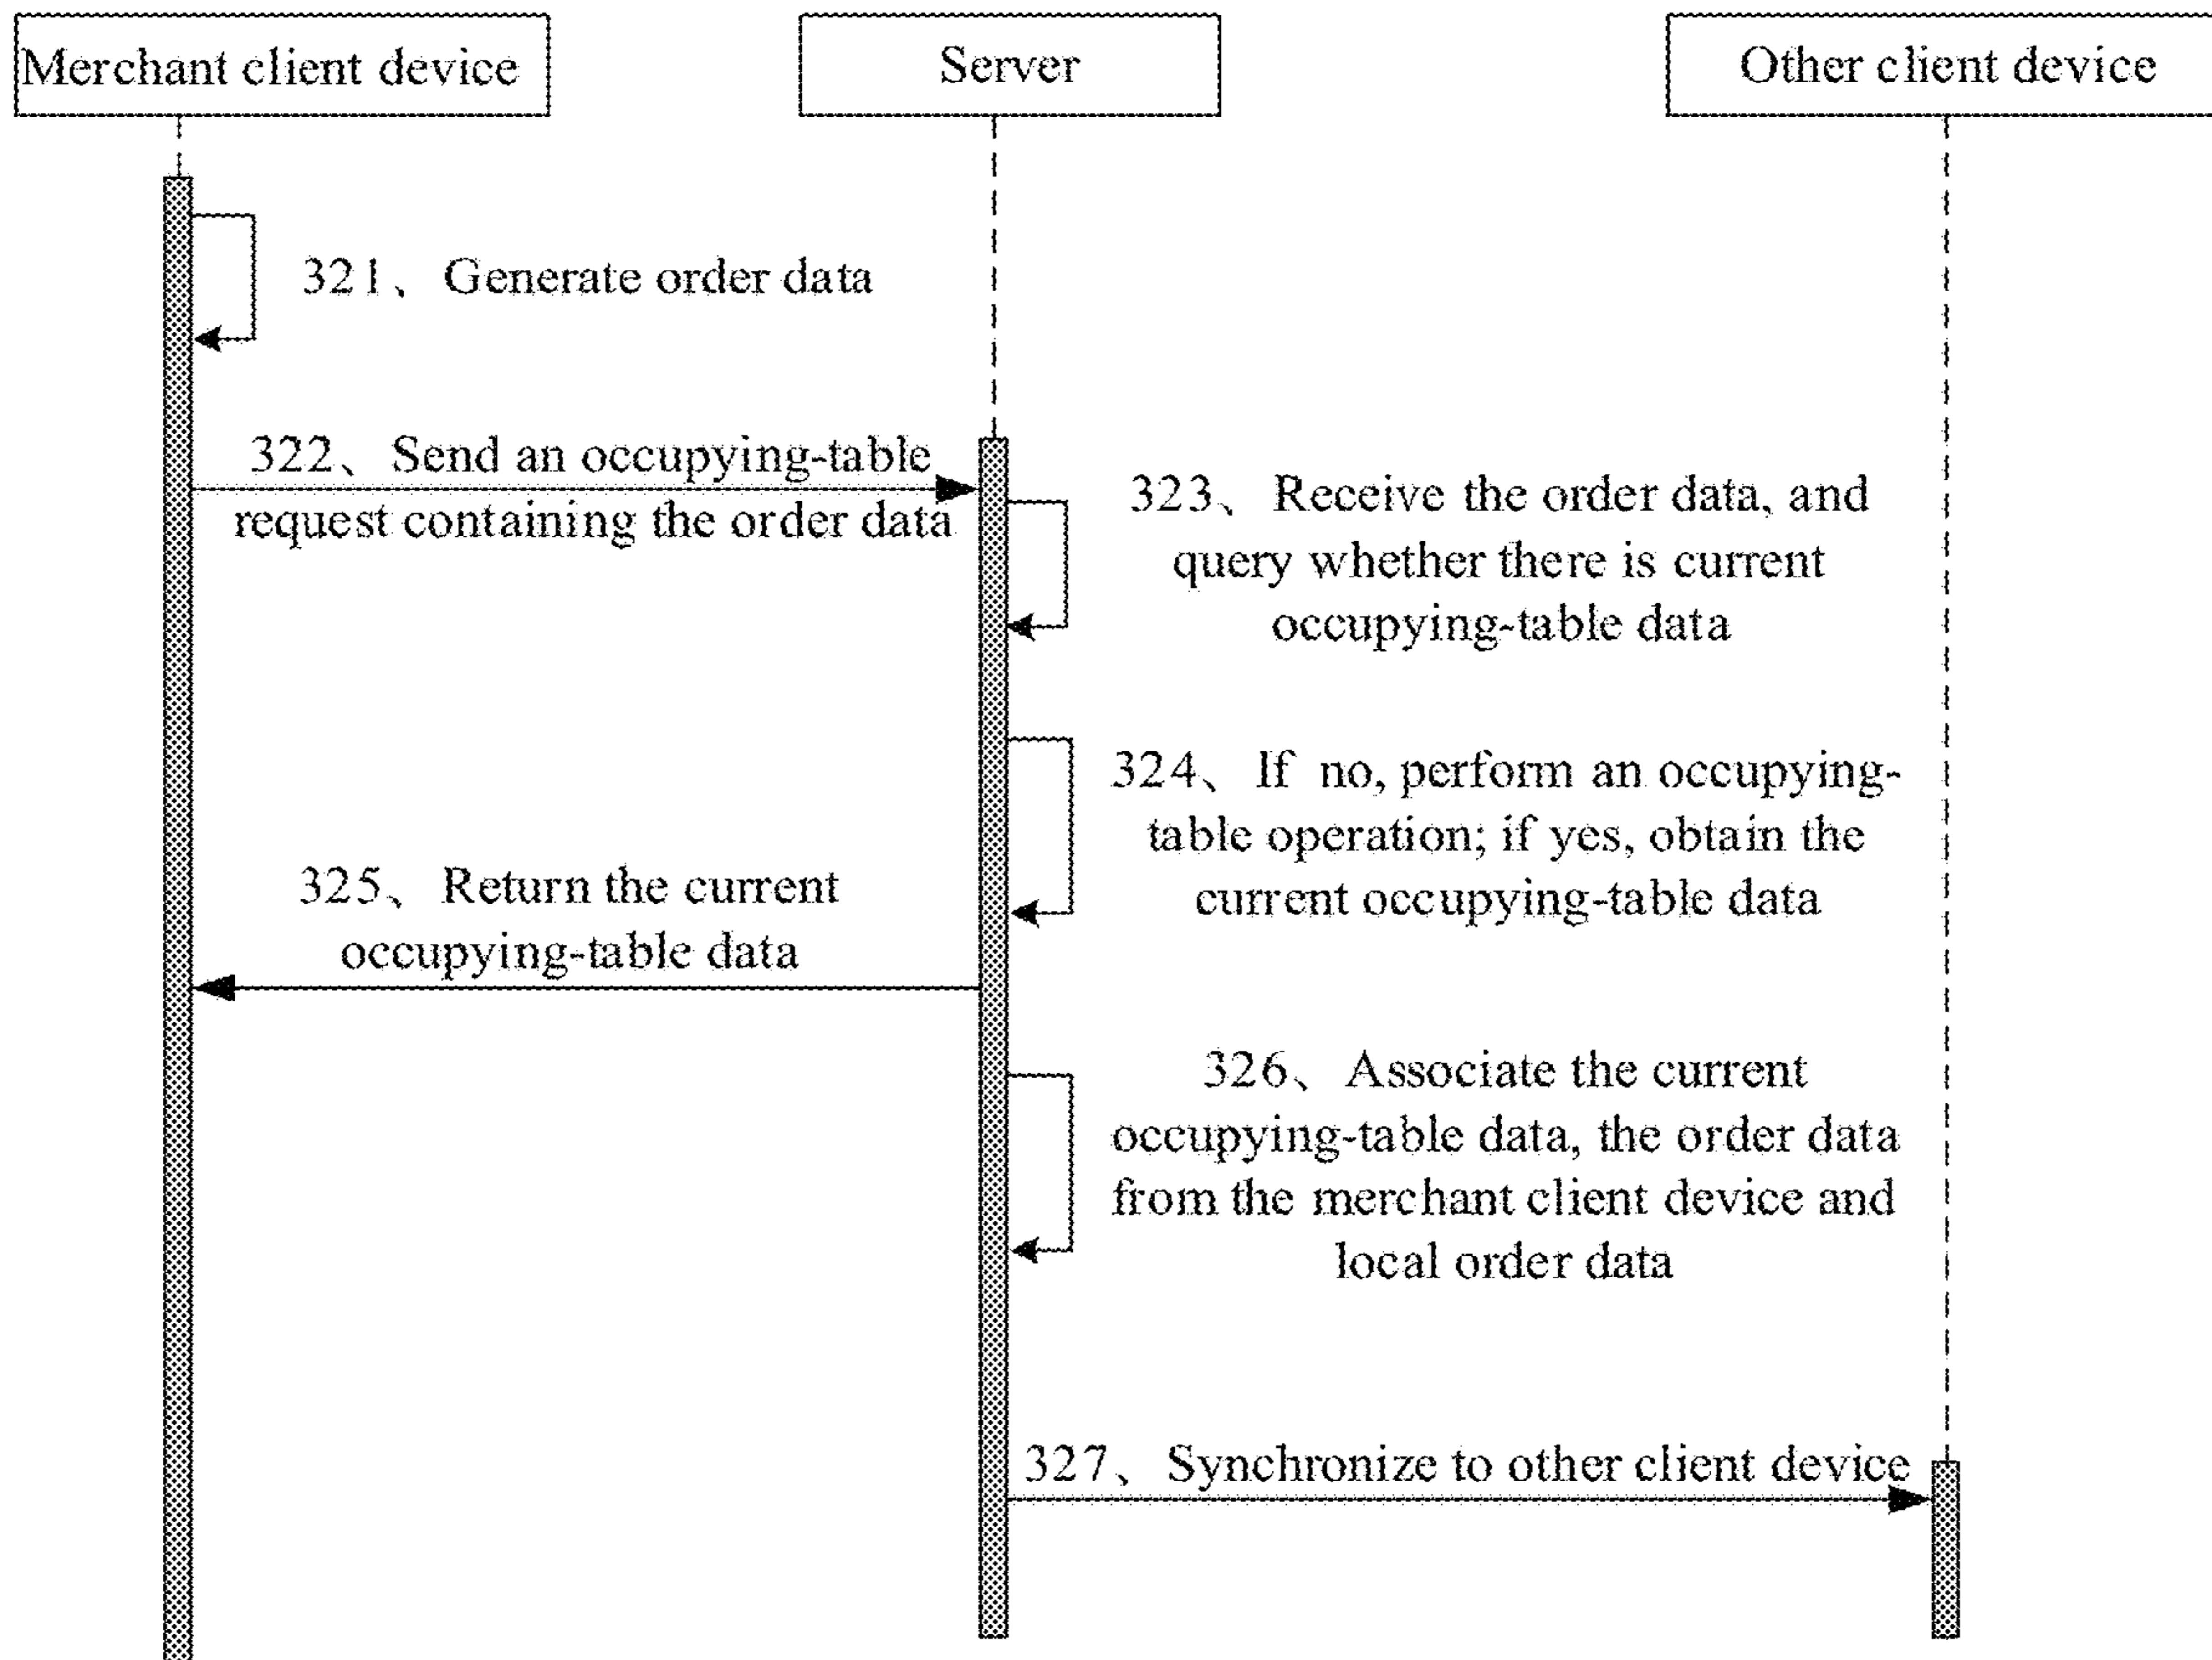 Merchant client device
Server
Other client device
321、Generate order data
322、Send an occupying-table
request containing the order data
323、Receive the order data, and
query whether there is current
occupying-table data
324、If no, perform an occupying-
table operation; if yes, obtain the
current occupying-table data
325、Return the current
occupying-table data
326、Associate the current
occupying-table data, the order data
from the merchant client device and
local order data
327、Synchronize to other client device